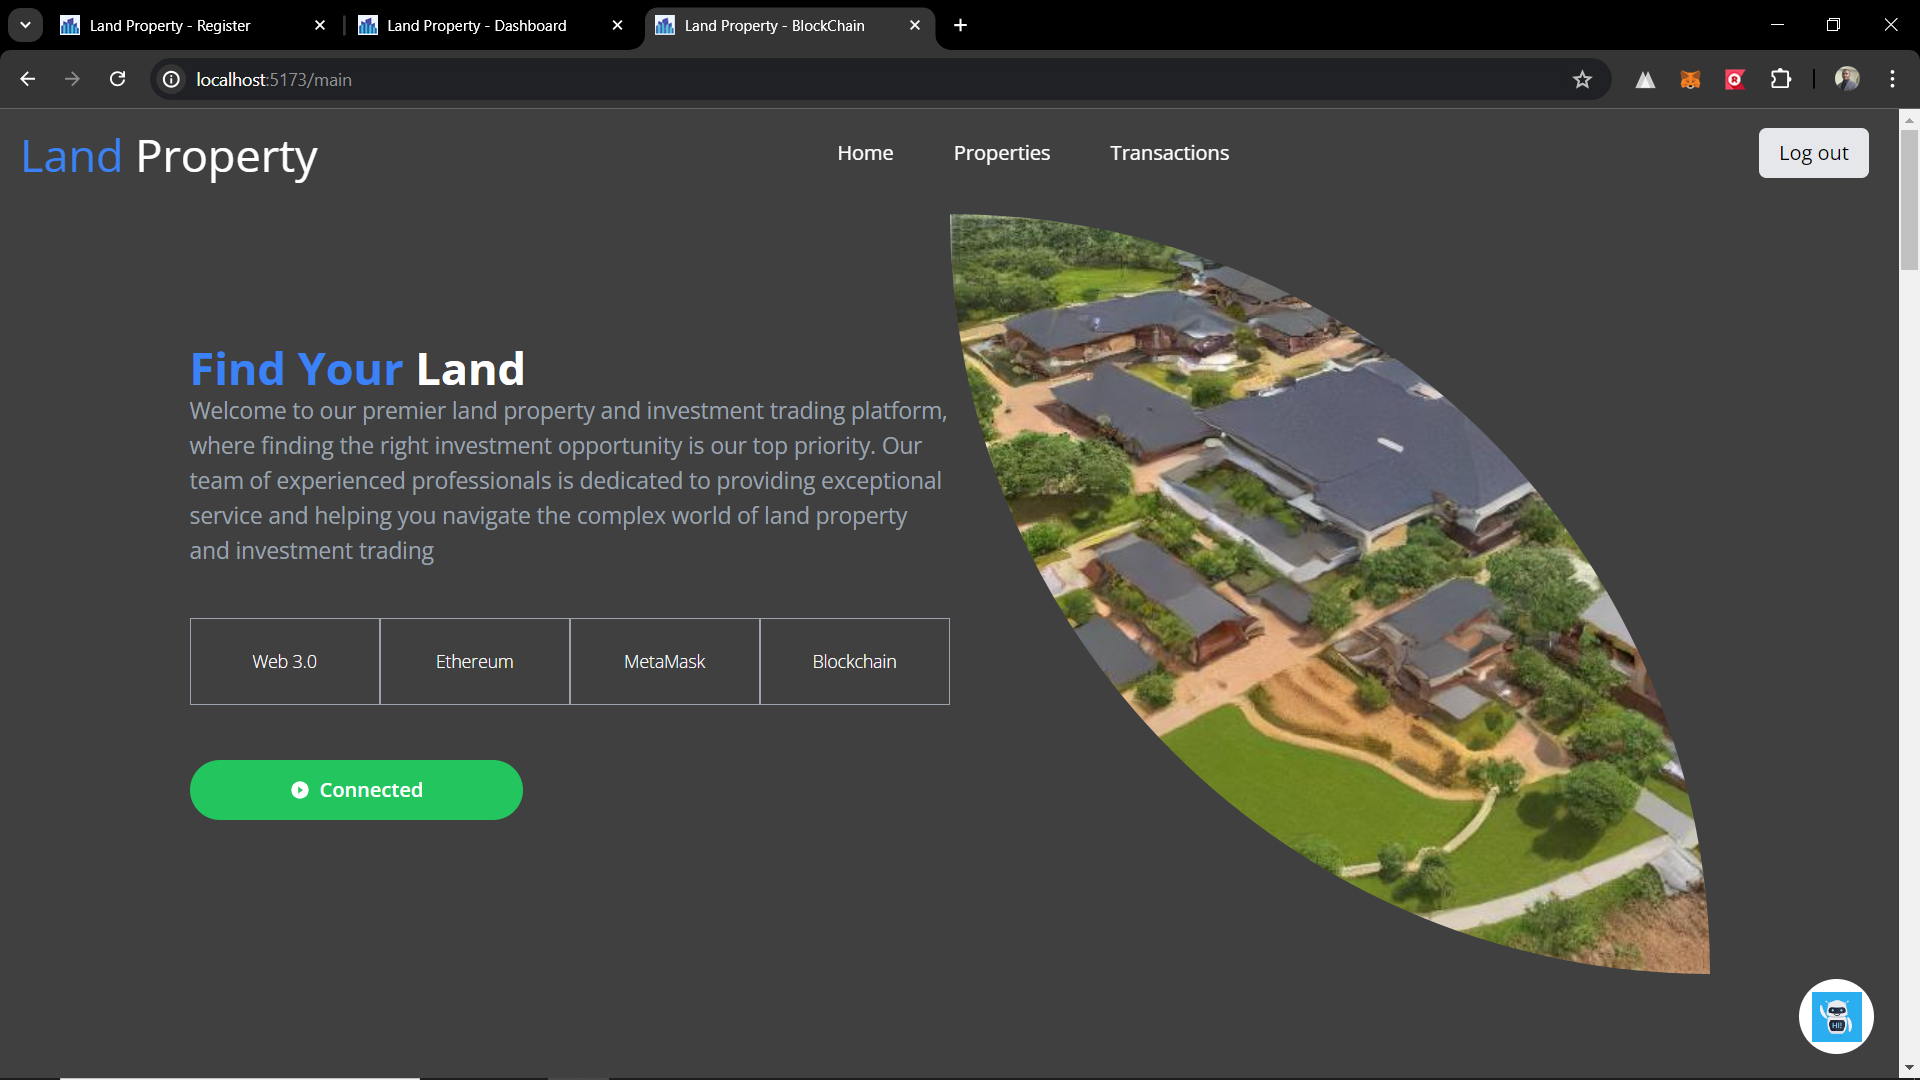 Land Property - Register
Land Property - Dashboard
Land Property - BlockChain
localhost:5173/main
Land Property
Home
Properties
Transactions
Log out
Find Your Land
Welcome to our premier land property and investment trading platform,
where finding the right investment opportunity is our top priority. Our
team of experienced professionals is dedicated to providing exceptional
service and helping you navigate the complex world of land property
and investment trading
Web 3.0
Ethereum
MetaMask
Blockchain
Connected
HI!